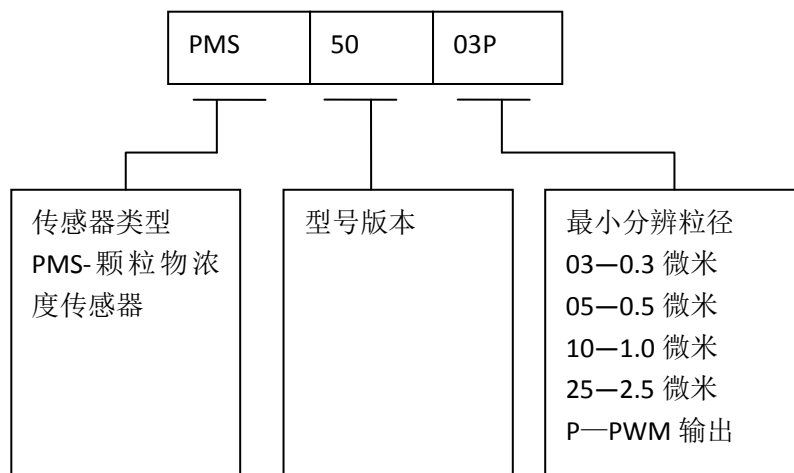 PMS 50 03P
传感器类型
PMS-颗粒物浓
度传感器
型号版本
最小分辨粒径
03—0.3 微米
05—0.5 微米
10—1.0 微米
25—2.5 微米
P—PWM 输出